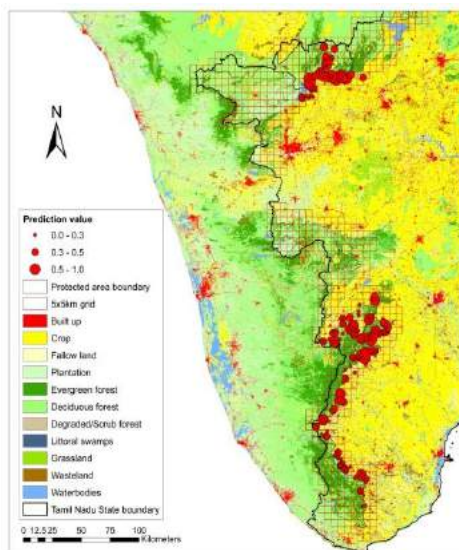 N
Prediction value
0.0 - 0.3
0.3 - 0.5
0.5 - 1.0
Protected area boundary
5x5km grid
Built up
Crop
Fallow land
Plantation
Evergreen forest
Deciduous forest
Degraded/Scrub forest
Littoral swamps
Grassland
Wasteland
Waterbodies
Tamil Nadu State boundary
0 12.5 25 50 75 100
Kilometers